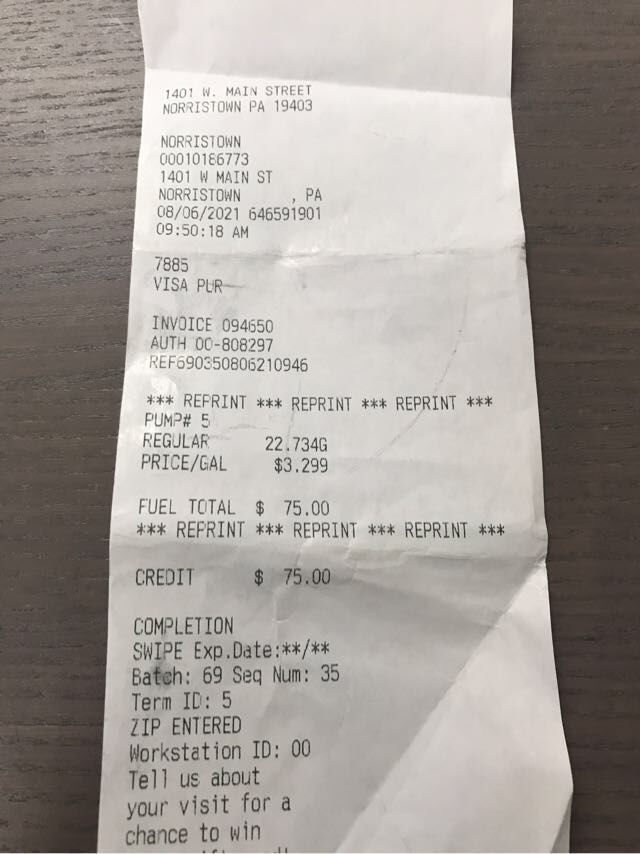 1401 W. MAIN STREET
NORRISTOWN PA 19403
NORRISTOWN
00010186773
1401 W MAIN ST
NORRISTOWN , PA
08/06/2021 646591901
09:50:18 AM
7885
VISA PUR
INVOICE 094650
AUTH 00-808297
REF690350806210946
*** REPRINT *** REPRINT *** REPRINT ***
PUMP# 5
REGULAR 22.734G
PRICE/GAL $3.299
FUEL TOTAL $ 75.00
*** REPRINT *** REPRINT *** REPRINT ***
CREDIT $ 75.00
COMPLETION
SWIPE Exp.Date:**/**
Batch: 69 Seq Num: 35
Term ID: 5
ZIP ENTERED
Workstation ID: 00
Tell us about
your visit for a
chance to win